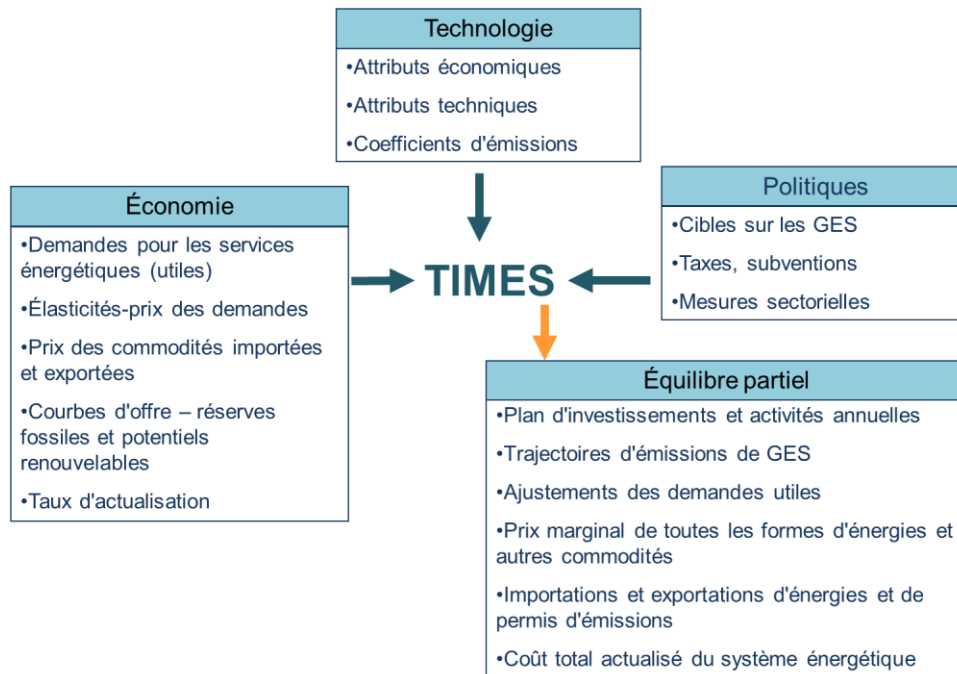 Technologie
•Attributs économiques
•Attributs techniques
•Coefficients d'émissions
Économie
•Demandes pour les services
énergétiques (utiles)
•Élasticités-prix des demandes
•Prix des commodités importées
et exportées
•Courbes d'offre – réserves
fossiles et potentiels
renouvelables
•Taux d'actualisation
TIMES
Politiques
•Cibles sur les GES
•Taxes, subventions
•Mesures sectorielles
Équilibre partiel
•Plan d'investissements et activités annuelles
•Trajectoires d'émissions de GES
•Ajustements des demandes utiles
•Prix marginal de toutes les formes d'énergies et
autres commodités
•Importations et exportations d'énergies et de
permis d'émissions
•Coût total actualisé du système énergétique